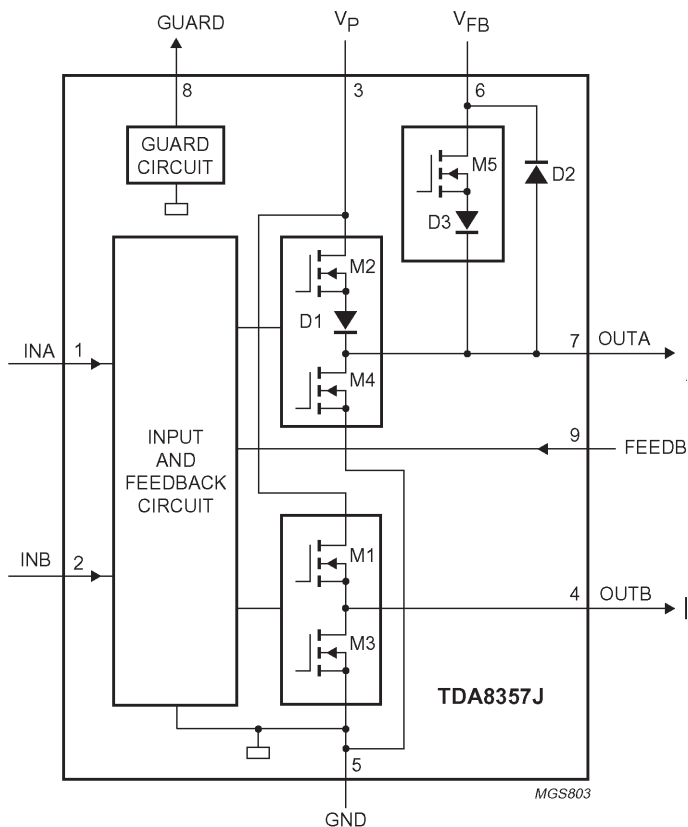 GUARD
VP
VFB
8
3
6
GUARD
CIRCUIT
M5
D2
D3
M2
D1
7
OUTA
INA
1
M4
9
FEEDB
INPUT
AND
FEEDBACK
CIRCUIT
M1
INB
2
4
OUTB
M3
TDA8357J
5
MGS803
GND